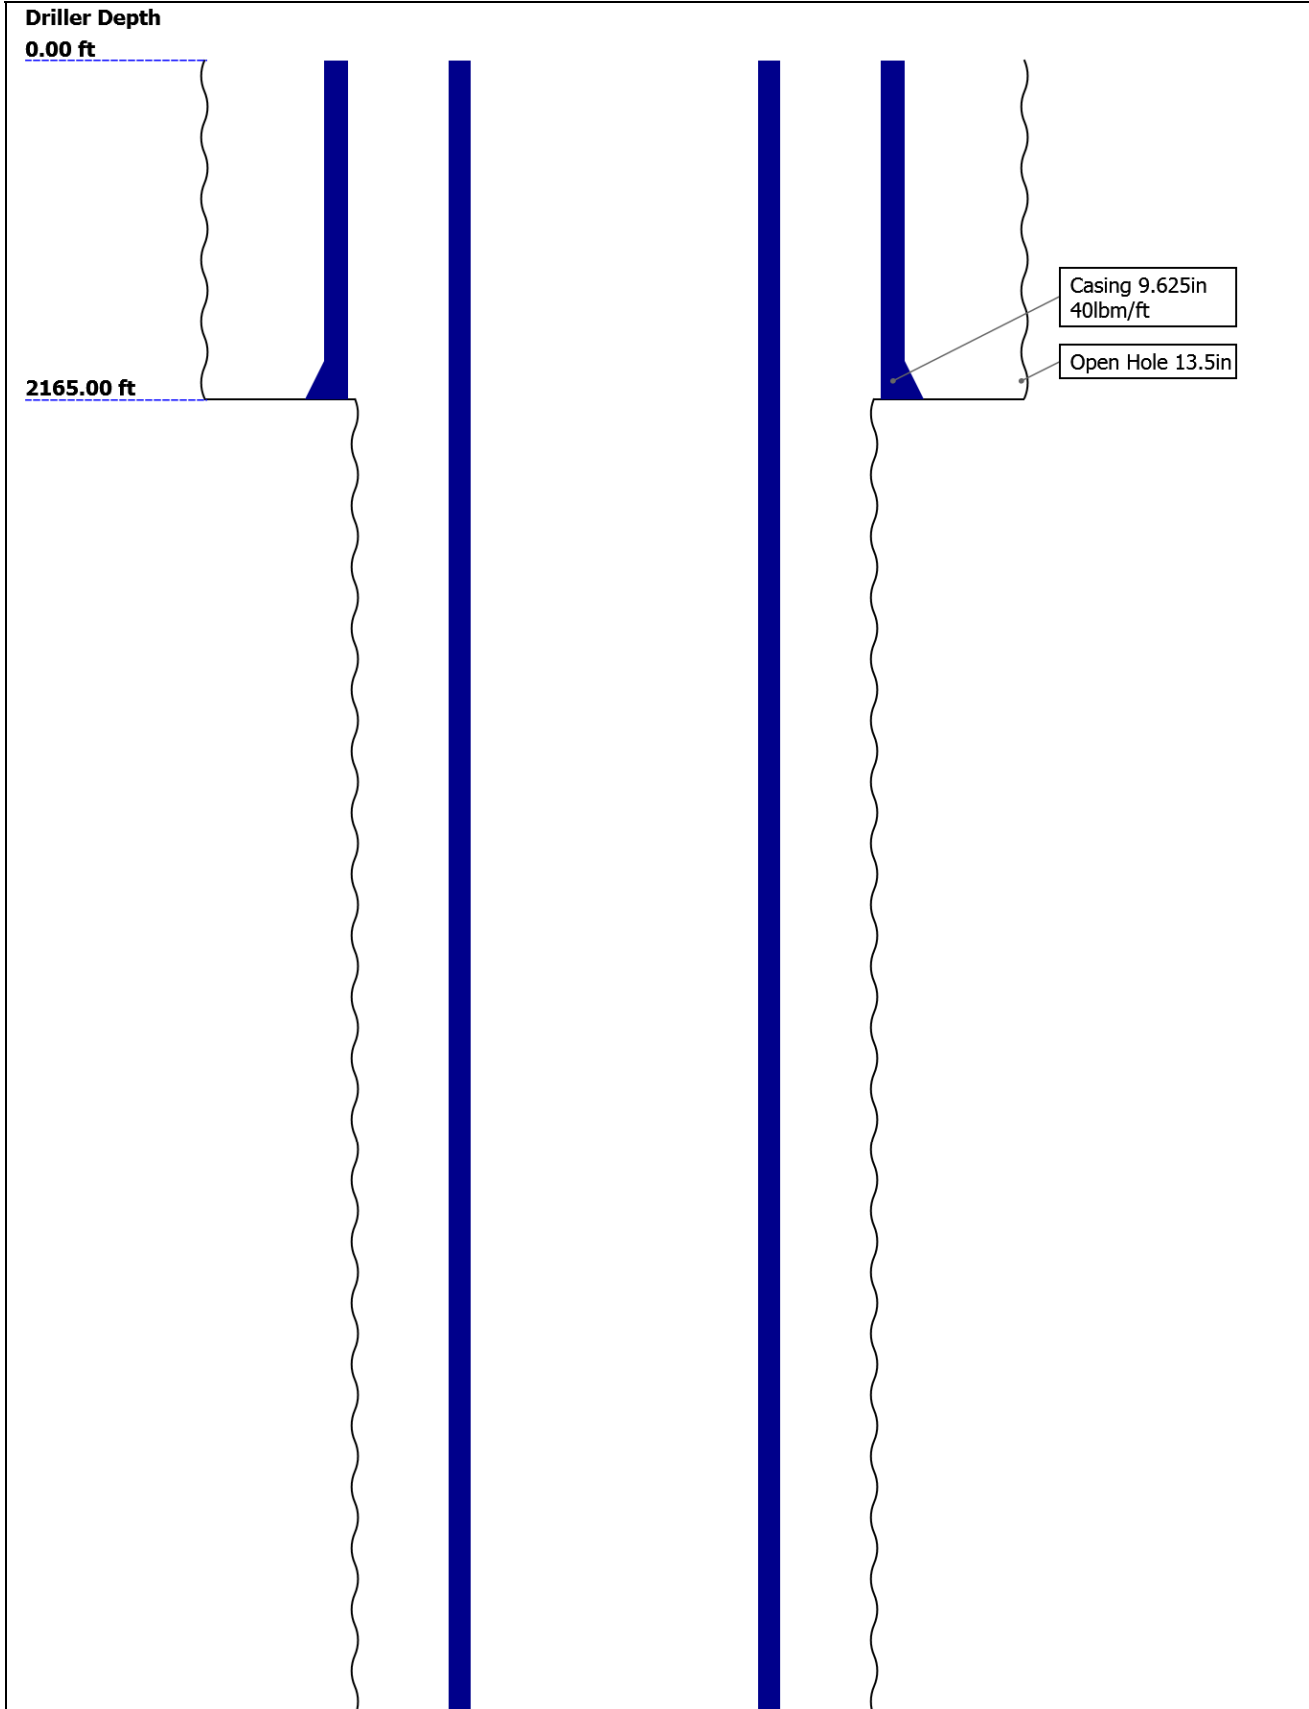 Driller Depth
0.00 ft
Casing 9.625in
40lbm/ft
Open Hole 13.5in
2165.00 ft